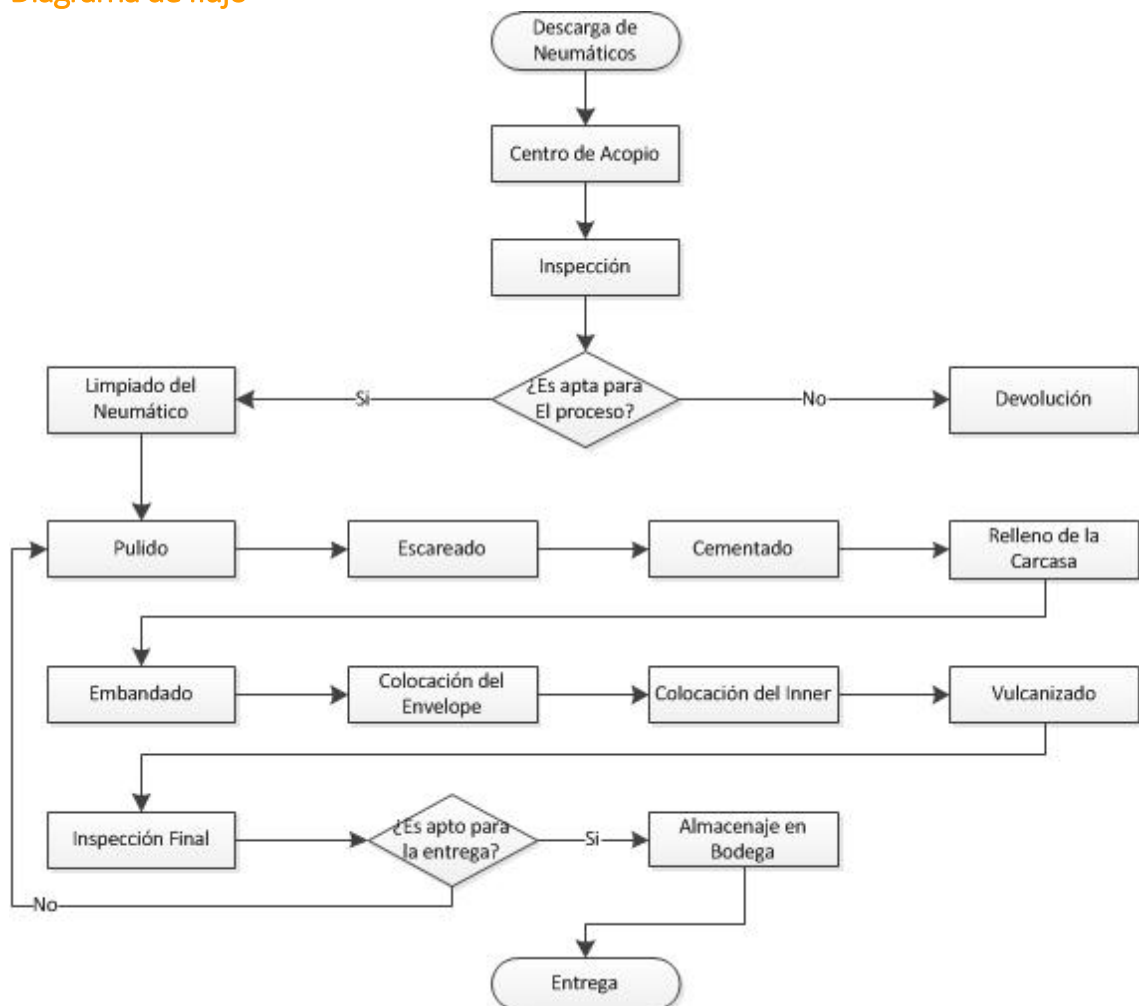 Diagrama de flujo
Descarga de
Neumáticos
Centro de Acopio
Inspección
¿Es apta para
El proceso?
Si
No
Limpiado del
Neumático
Devolución
Pulido
Escareado
Cementado
Relleno de la
Carcasa
Embandado
Colocación del
Envelope
Colocación del Inner
Vulcanizado
Inspección Final
¿Es apto para
la entrega?
Si
Almacenaje en
Bodega
No
Entrega